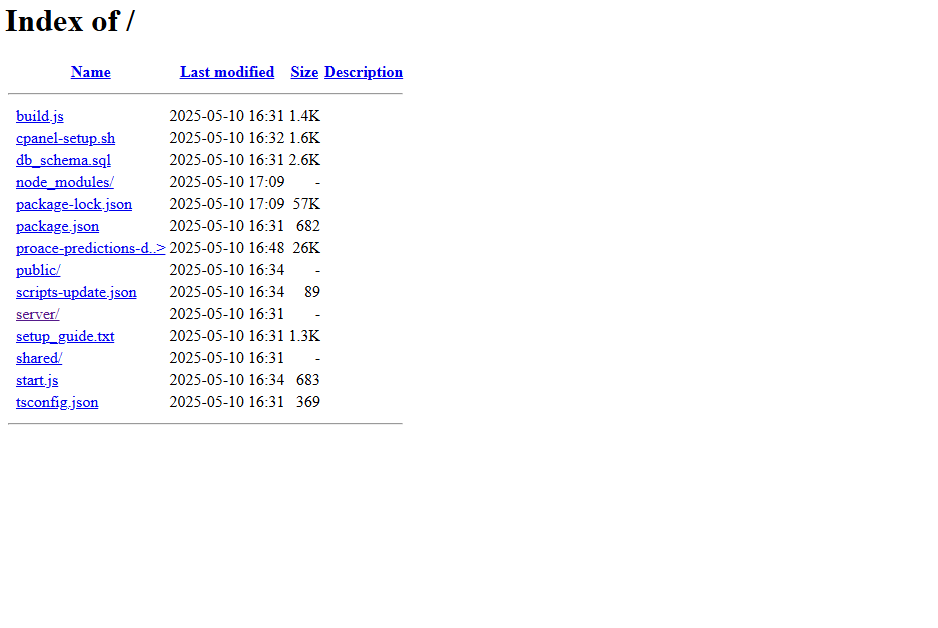 Index of /
Name Last modified Size Description
build.js 2025-05-10 16:31 1.4K
cpanel-setup.sh 2025-05-10 16:32 1.6K
db_schema.sql 2025-05-10 16:31 2.6K
node_modules/ 2025-05-10 17:09 -
package-lock.json 2025-05-10 17:09 57K
package.json 2025-05-10 16:31 682
proace-predictions-d..> 2025-05-10 16:48 26K
public/ 2025-05-10 16:34 -
scripts-update.json 2025-05-10 16:34 89
server/ 2025-05-10 16:31 -
setup_guide.txt 2025-05-10 16:31 1.3K
shared/ 2025-05-10 16:31 -
start.js 2025-05-10 16:34 683
tsconfig.json 2025-05-10 16:31 369